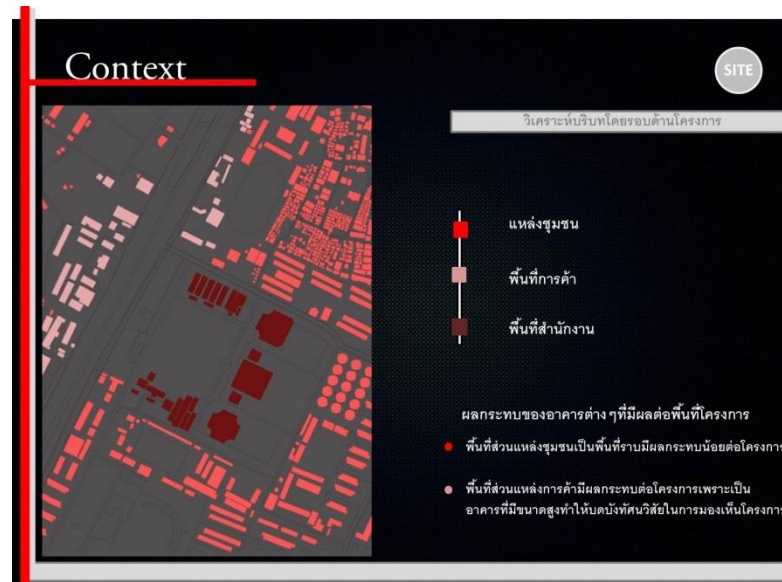 Context
SITE
วิเคราะห์บริบทโดยรอบด้านโครงการ
แหล่งชุมชน
พื้นที่การค้า
พื้นที่สำนักงาน
ผลกระทบของอาคารต่างๆที่มีผลต่อพื้นที่โครงการ
พื้นที่ส่วนแหล่งชุมชนเป็นพื้นที่ราบมีผลกระทบน้อยต่อโครงการ
พื้นที่ส่วนแหล่งการค้ามีผลกระทบต่อโครงการเพราะเป็น
อาคารที่มีขนาดสูงทำให้บดบังทัศนวิสัยในการมองเห็นโครงการ